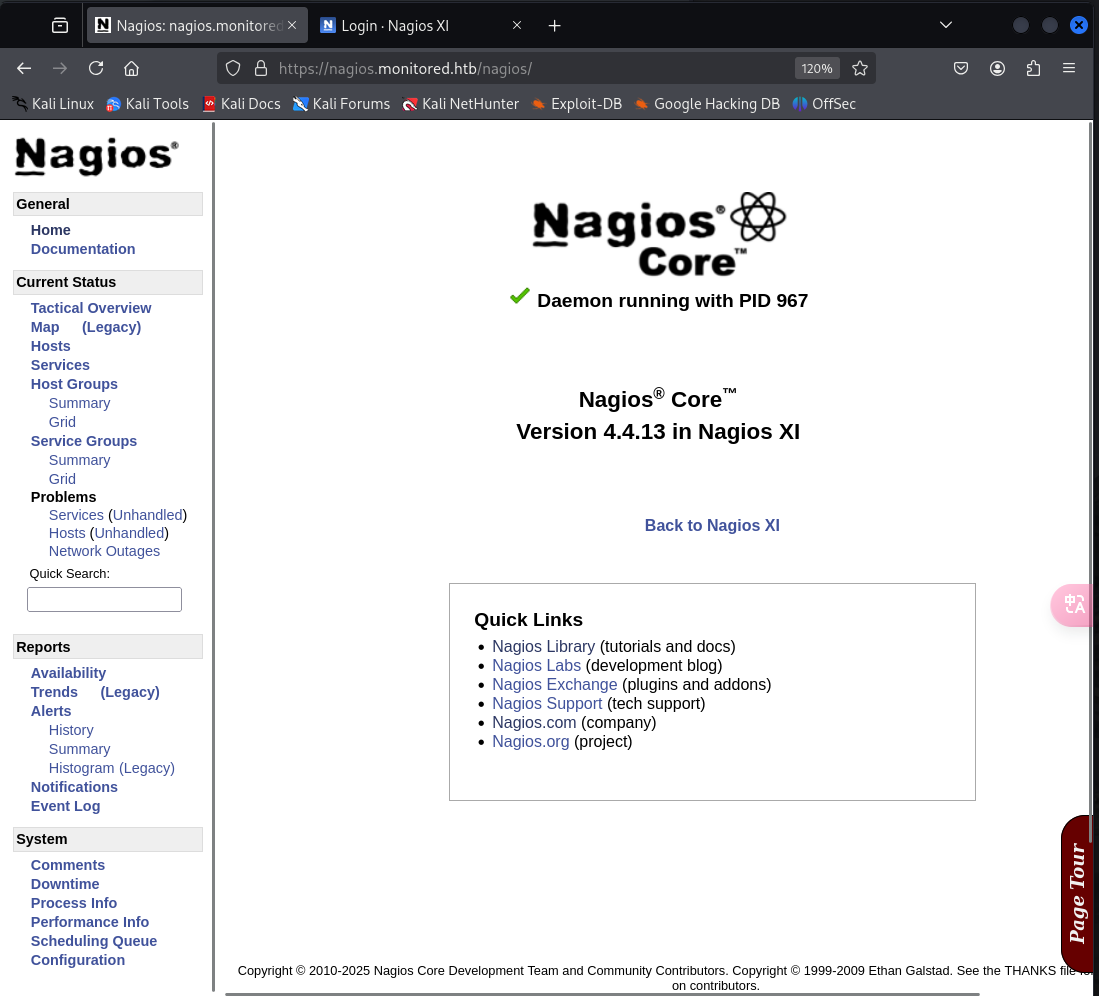 Nagios: nagios.monitored
Login · Nagios XI
https://nagios.monitored.htb/nagios/
120%
Kali Linux
Kali Tools
Kali Docs
Kali Forums
Kali NetHunter
Exploit-DB
Google Hacking DB
OffSec
Nagios®
General
Home
Documentation
Current Status
Tactical Overview
Map (Legacy)
Hosts
Services
Host Groups
Summary
Grid
Service Groups
Summary
Grid
Problems
Services (Unhandled)
Hosts (Unhandled)
Network Outages
Quick Search:
Reports
Availability
Trends (Legacy)
Alerts
History
Summary
Histogram (Legacy)
Notifications
Event Log
System
Comments
Downtime
Process Info
Performance Info
Scheduling Queue
Configuration
Nagios®
Core™
Daemon running with PID 967
Nagios® Core™
Version 4.4.13 in Nagios XI
Back to Nagios XI
Quick Links
Nagios Library (tutorials and docs)
Nagios Labs (development blog)
Nagios Exchange (plugins and addons)
Nagios Support (tech support)
Nagios.com (company)
Nagios.org (project)
中A
Page Tour
Copyright © 2010-2025 Nagios Core Development Team and Community Contributors. Copyright © 1999-2009 Ethan Galstad. See the THANKS file
on contributors.